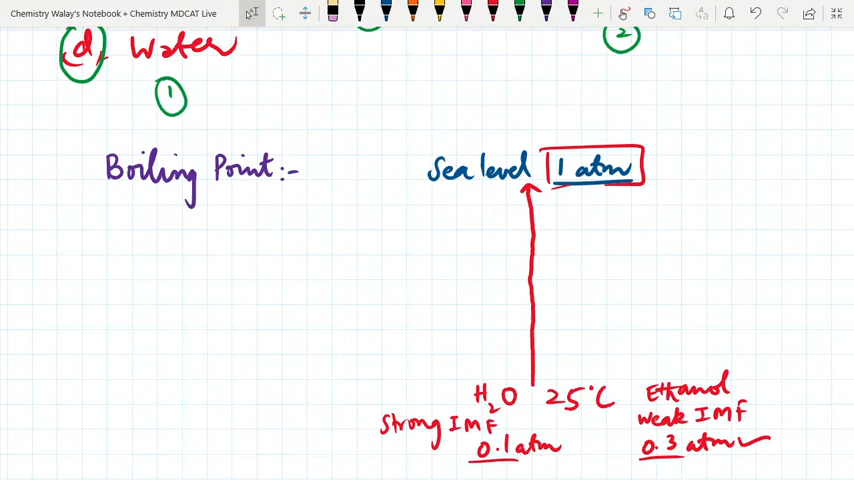 Chemistry Walay's Notebook » Chemistry MDCAT Live
(d) Water
1
2
Boiling Point:-
Sea level 1 atm
H2O 25°C
Strong IMF
0.1 atm
Ethanol
weak IMF
0.3 atm